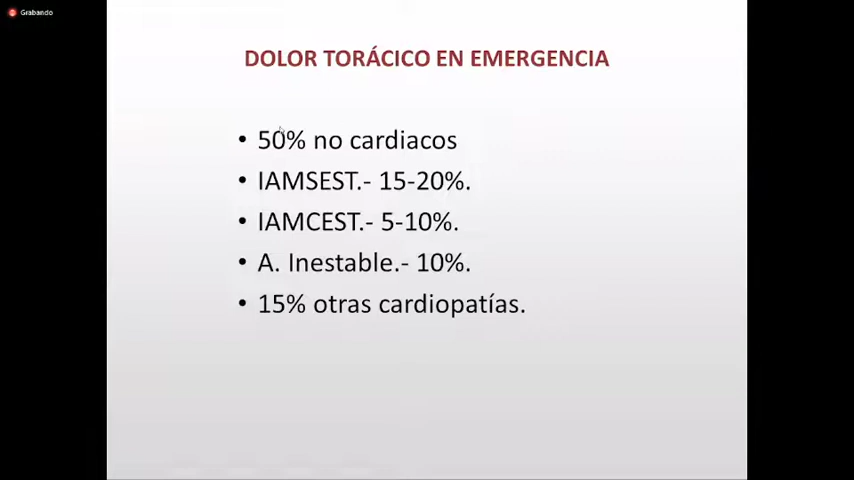 Grabando
DOLOR TORÁCICO EN EMERGENCIA
• 50% no cardiacos
• IAMSEST.- 15-20%.
• IAMCEST.- 5-10%.
• A. Inestable.- 10%.
• 15% otras cardiopatías.